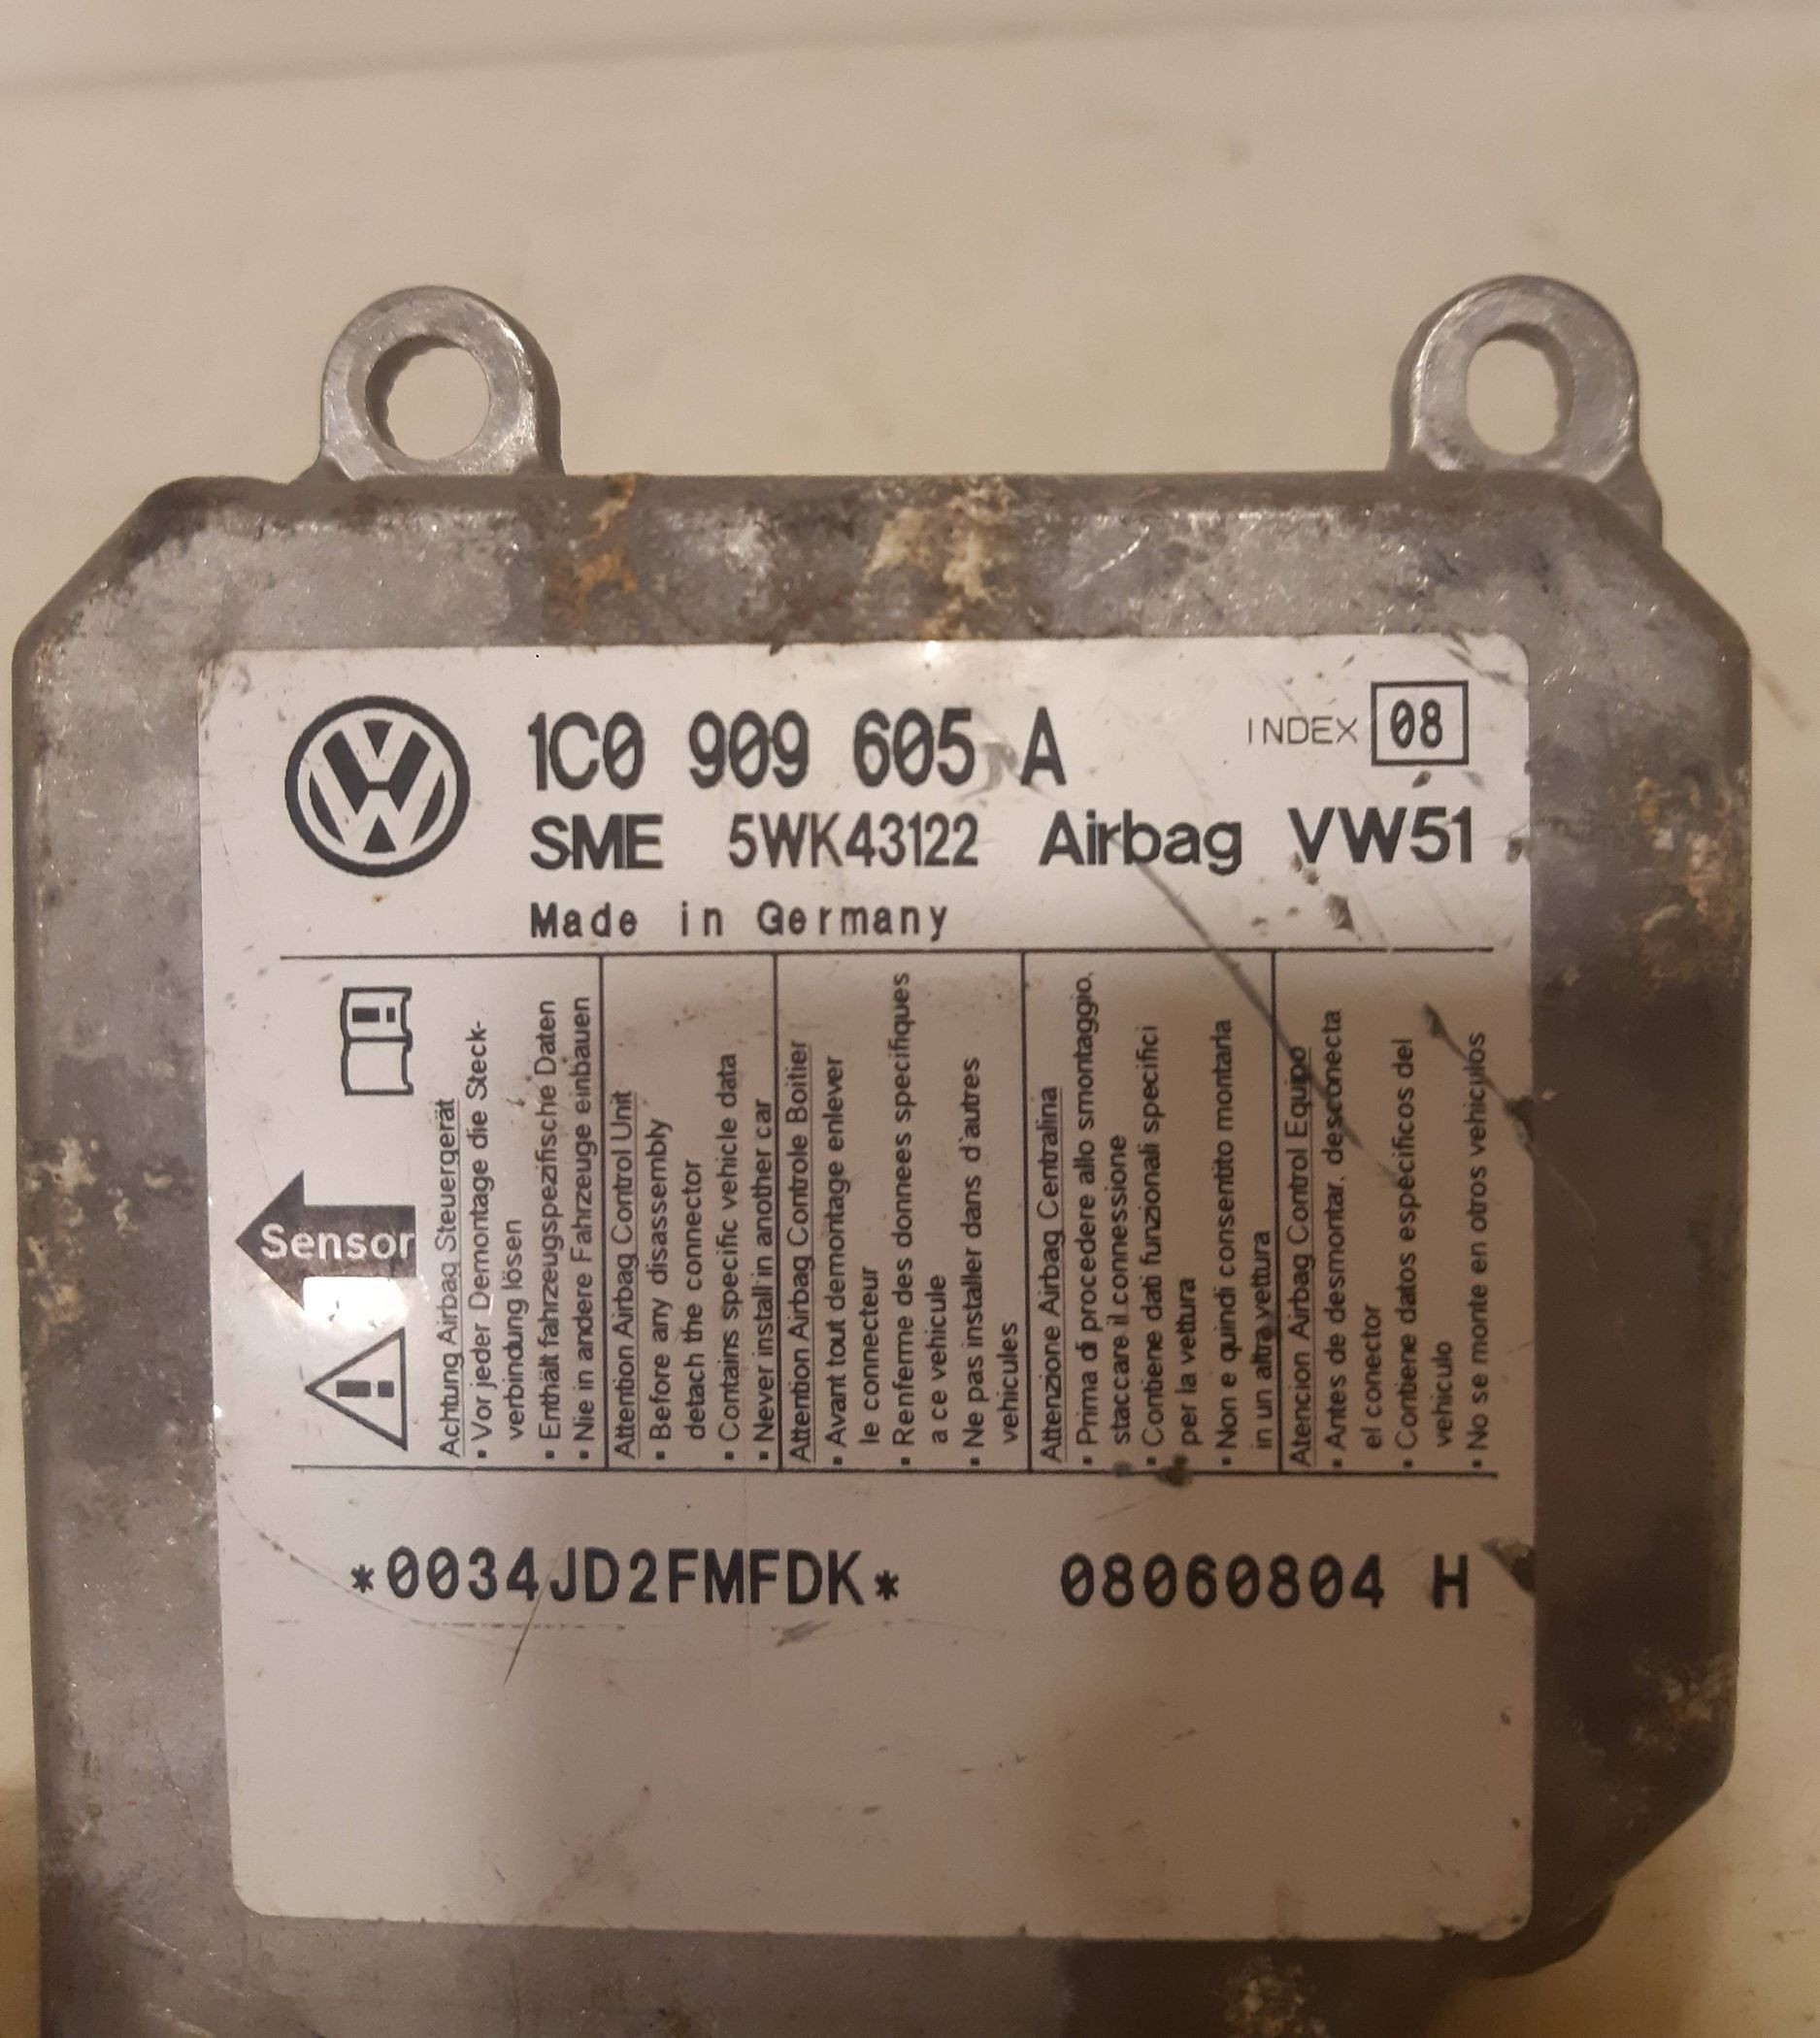 1C0 909 605 A
INDEX 08
SME 5WK43122 Airbag VW51
Made in Germany
Sensor
Achtung Airbag Steuergerät
• Vor jeder Demontage die Steck-
verbindung lösen
• Enthält fahrzeugspezifische Daten
• Nie in andere Fahrzeuge einbauen
Attention Airbag Control Unit
• Before any disassembly
detach the connector
• Contains specific vehicle data
• Never install in another car
Attention Airbag Controle Boitier
• Avant tout demontage enlever
le connecteur
• Renferme des donnees specifiques
a ce vehicule
• Ne pas installer dans d'autres
vehicules
Attenzione Airbag Centralina
• Prima di procedere allo smontaggio,
staccare il connessione
• Contiene dati funzionali specifici
per la vettura
• Non e quindi consentito montarla
in un altra vettura
Atencion Airbag Control Equipo
• Antes de desmontar, desconecta
el conector
• Contiene datos especificos del
vehiculo
• No se monte en otros vehiculos
*0034JD2FMFDK* 08060804 H